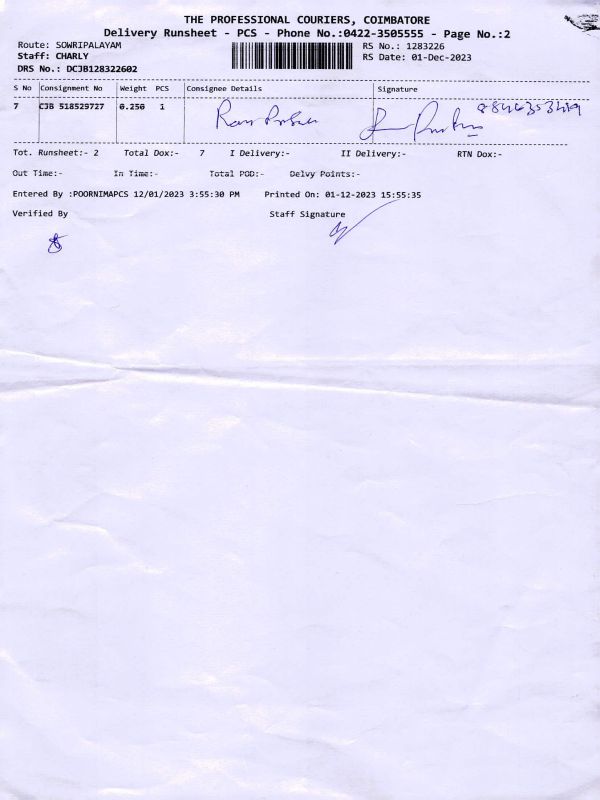 THE PROFESSIONAL COURIERS, COIMBATORE
Delivery Runsheet - PCS - Phone No.:0422-3505555 - Page No.:2
Route: SOWRIPALAYAM RS No.: 1283226
Staff: CHARLY RS Date: 01-Dec-2023
DRS No.: DCJB128322602
S No Consignment No Weight PCS Consignee Details Signature
7 CJB 518529727 0.250 1
Tot. Runsheet:- 2 Total Dox:- 7 I Delivery:- II Delivery:- RTN Dox:-
Out Time:- In Time:- Total POD:- Delvy Points:-
Entered By :POORNIMAPCS 12/01/2023 3:55:30 PM Printed On: 01-12-2023 15:55:35
Verified By Staff Signature